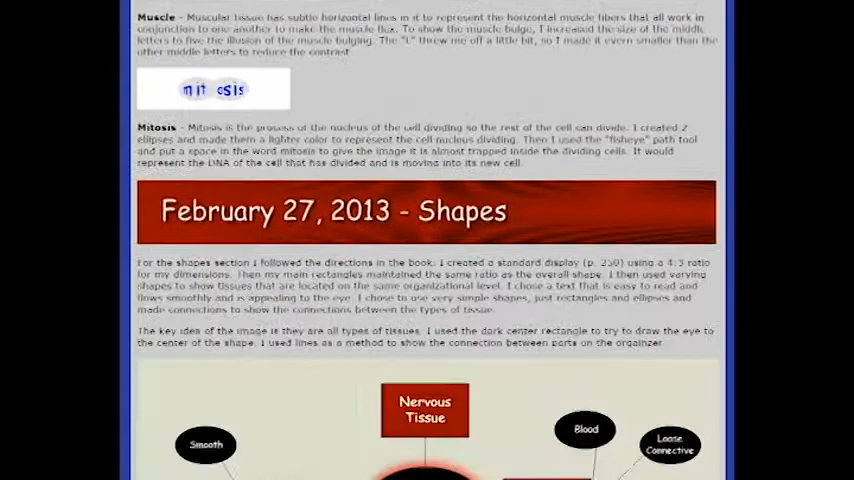 Muscle - Muscular tissue has subtle horizontal lines in it to represent the horizontal muscle fibers that all work in
conjunction to one another to make the muscle flex. To show the muscle bulge, I increased the size of the middle
letters to five the illusion of the muscle bulging. The "L" threw me off a little bit, so I made it evern smaller than the
other middle letters to reduce the contrast
mit osis
Mitosis - Mitosis is the process of the nucleus of the cell dividing so the rest of the cell can divide. I created 2
ellipses and made them a lighter color to represent the cell nucleus dividing. Then I used the "fisheye" path tool
and put a space in the word mitosis to give the image it is almost trapped inside the dividing cells. It would
represent the DNA of the cell that has divided and is moving into its new cell.
February 27, 2013 - Shapes
For the shapes section I followed the directions in the book. I created a standard display (p. 250) using a 4:3 ratio
for my dimensions. Then my main rectangles maintained the same ratio as the overall shape. I then used varying
shapes to show tissues that are located on the same organizational level. I chose a text that is easy to read and
flows smoothly and is appealing to the eye. I chose to use very simple shapes, just rectangles and ellipses and
made connections to show the connections between the types of tissue.
The key idea of the image is they are all types of tissues. I used the dark center rectangle to try to draw the eye to
the center of the shape. I used lines as a method to show the connection between parts on the orgainzer.
Nervous
Tissue
Smooth
Blood
Loose
Connective